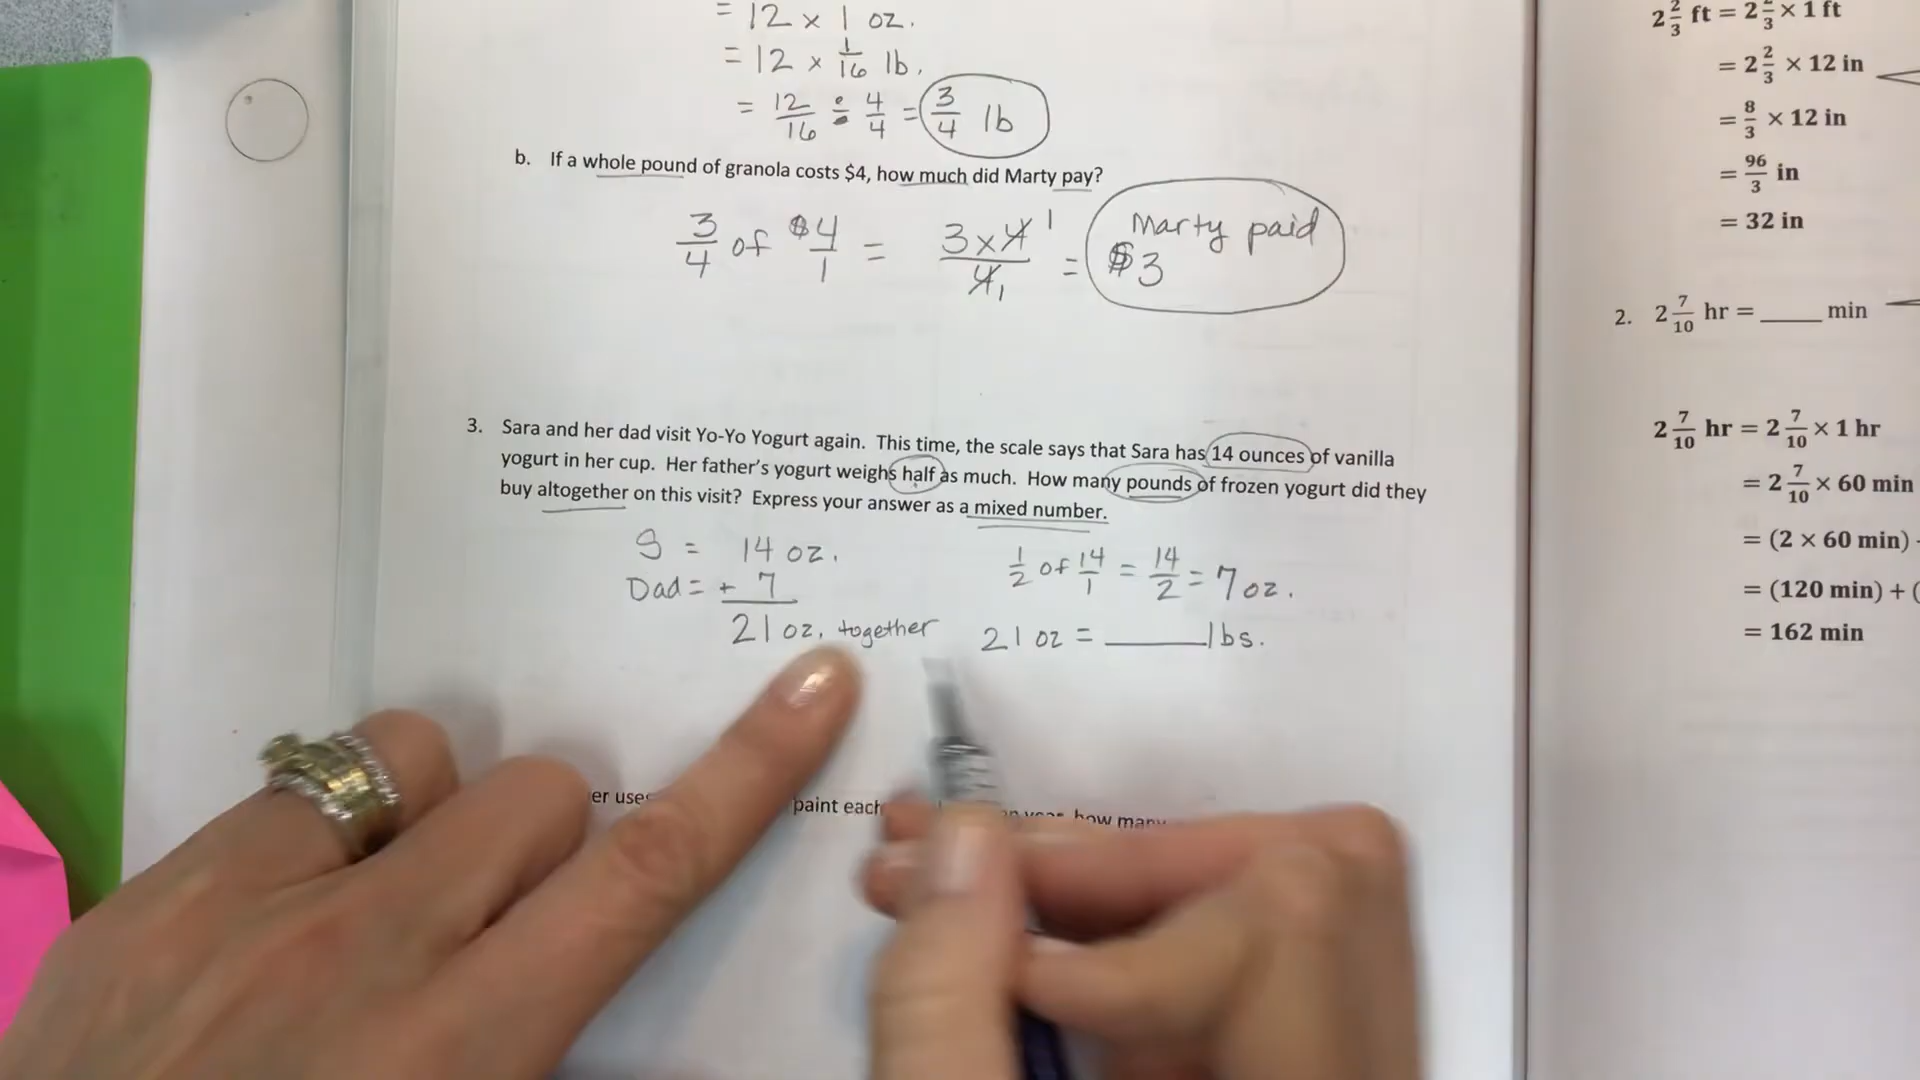 = 12 × 1 oz.
= 12 × 1/16 lb.
= 12/16 ÷ 4/4 = 3/4 lb
b. If a whole pound of granola costs $4, how much did Marty pay?
3/4 of $4/1 = 3×4 1/4 1 = Marty paid $3
3. Sara and her dad visit Yo-Yo Yogurt again. This time, the scale says that Sara has 14 ounces of vanilla
yogurt in her cup. Her father's yogurt weighs half as much. How many pounds of frozen yogurt did they
buy altogether on this visit? Express your answer as a mixed number.
S = 14 oz.
Dad = + 7
21 oz. together
1/2 of 14/1 = 14/2 = 7 oz.
21 oz = ____ lbs.
paint each
how many
2 2/3 ft = 2 2/3 × 1 ft
= 2 2/3 × 12 in
= 8/3 × 12 in
= 96/3 in
= 32 in
2. 2 7/10 hr = ____ min
2 7/10 hr = 2 7/10 × 1 hr
= 2 7/10 × 60 min
= (2 × 60 min)
= (120 min) + (
= 162 min